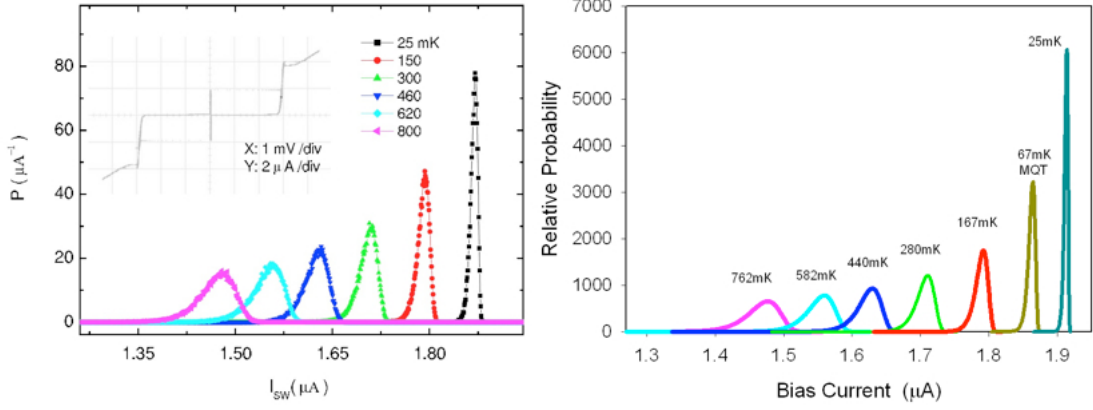 80
60
40
20
0
P (μA⁻¹)
25 mK
150
300
460
620
800
X: 1 mV /div
Y: 2 μ A /div
1.35
1.50
1.65
1.80
I_SW (μA)
7000
6000
5000
4000
3000
2000
1000
0
Relative Probability
25mK
67mK
MQT
167mK
280mK
440mK
582mK
762mK
1.3
1.4
1.5
1.6
1.7
1.8
1.9
Bias Current (μA)